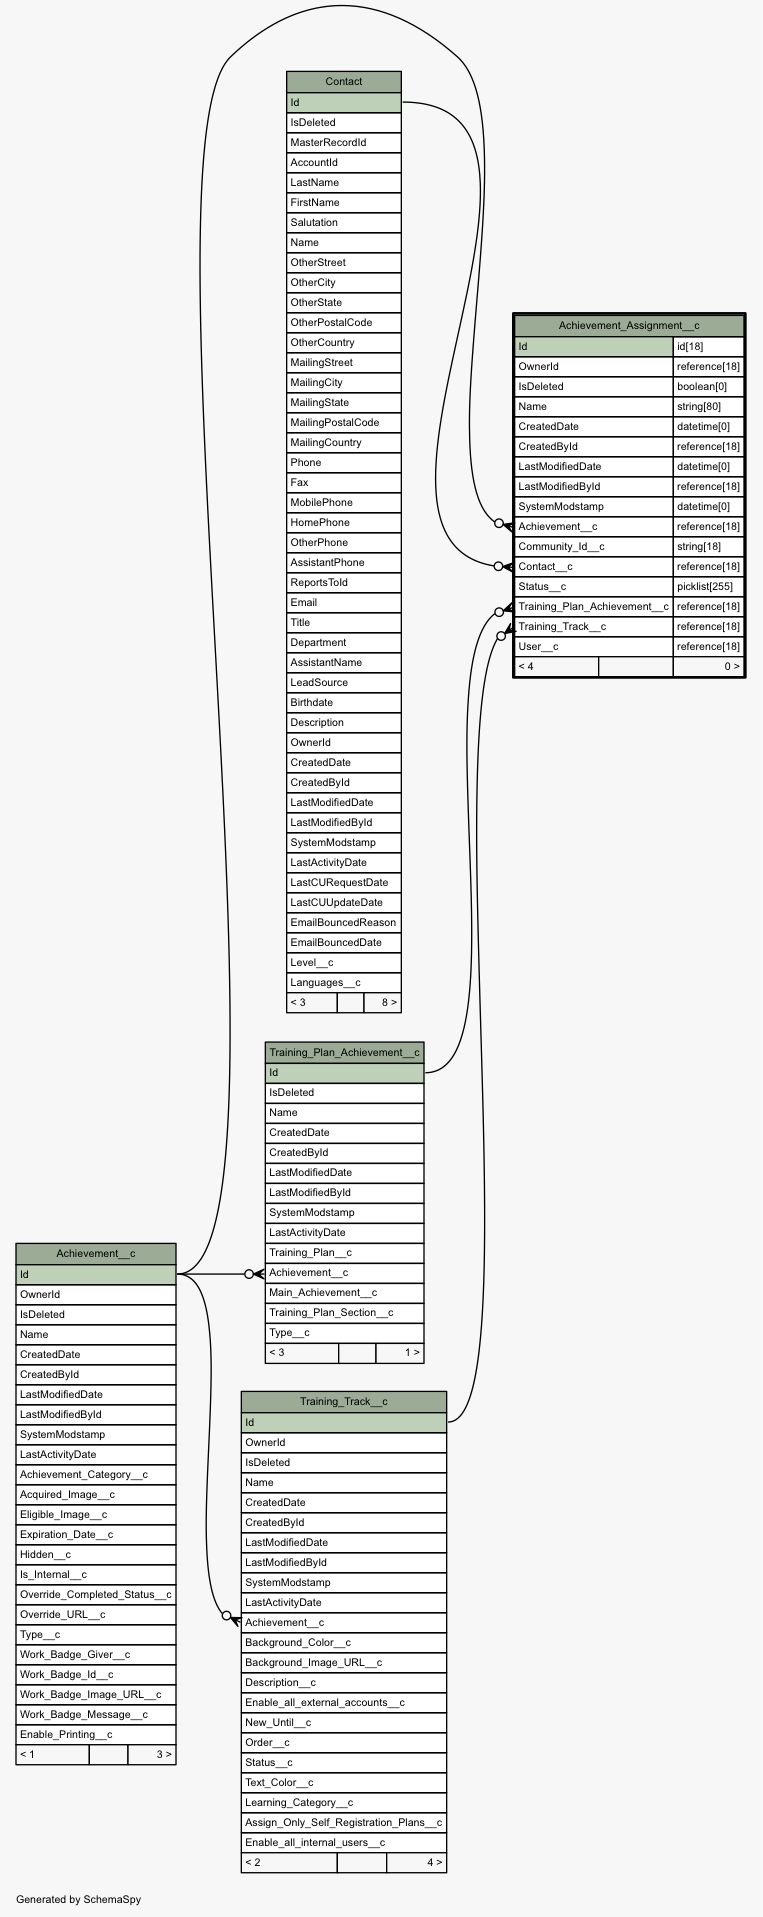 Contact
Id
IsDeleted
MasterRecordId
AccountId
LastName
FirstName
Salutation
Name
OtherStreet
OtherCity
OtherState
OtherPostalCode
OtherCountry
MailingStreet
MailingCity
MailingState
MailingPostalCode
MailingCountry
Phone
Fax
MobilePhone
HomePhone
OtherPhone
AssistantPhone
ReportsToId
Email
Title
Department
AssistantName
LeadSource
Birthdate
Description
OwnerId
CreatedDate
CreatedById
LastModifiedDate
LastModifiedById
SystemModstamp
LastActivityDate
LastCURequestDate
LastCUUpdateDate
EmailBouncedReason
EmailBouncedDate
Level__c
Languages__c
< 3 8 >
Achievement_Assignment__c
Id id[18]
OwnerId reference[18]
IsDeleted boolean[0]
Name string[80]
CreatedDate datetime[0]
CreatedById reference[18]
LastModifiedDate datetime[0]
LastModifiedById reference[18]
SystemModstamp datetime[0]
Achievement__c reference[18]
Community_Id__c string[18]
Contact__c reference[18]
Status__c picklist[255]
Training_Plan_Achievement__c reference[18]
Training_Track__c reference[18]
User__c reference[18]
< 4 0 >
Training_Plan_Achievement__c
Id
IsDeleted
Name
CreatedDate
CreatedById
LastModifiedDate
LastModifiedById
SystemModstamp
LastActivityDate
Training_Plan__c
Achievement__c
Main_Achievement__c
Training_Plan_Section__c
Type__c
< 3 1 >
Achievement__c
Id
OwnerId
IsDeleted
Name
CreatedDate
CreatedById
LastModifiedDate
LastModifiedById
SystemModstamp
LastActivityDate
Achievement_Category__c
Acquired_Image__c
Eligible_Image__c
Expiration_Date__c
Hidden__c
Is_Internal__c
Override_Completed_Status__c
Override_URL__c
Type__c
Work_Badge_Giver__c
Work_Badge_Id__c
Work_Badge_Image_URL__c
Work_Badge_Message__c
Enable_Printing__c
< 1 3 >
Training_Track__c
Id
OwnerId
IsDeleted
Name
CreatedDate
CreatedById
LastModifiedDate
LastModifiedById
SystemModstamp
LastActivityDate
Achievement__c
Background_Color__c
Background_Image_URL__c
Description__c
Enable_all_external_accounts__c
New_Until__c
Order__c
Status__c
Text_Color__c
Learning_Category__c
Assign_Only_Self_Registration_Plans__c
Enable_all_internal_users__c
< 2 4 >
Generated by SchemaSpy